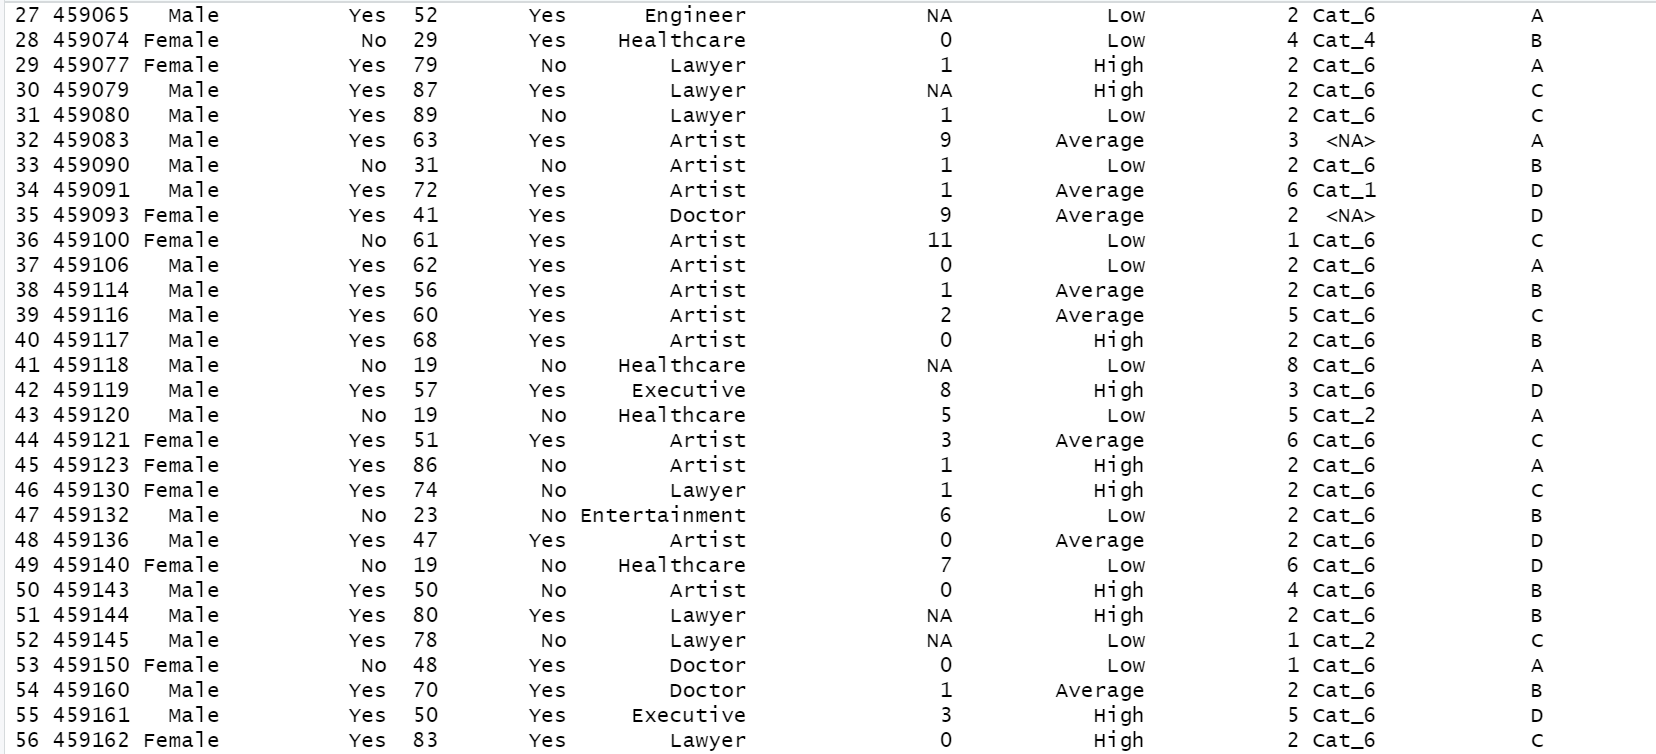 27 459065 Male Yes 52 Yes Engineer NA Low 2 Cat_6 A
28 459074 Female No 29 Yes Healthcare 0 Low 4 Cat_4 B
29 459077 Female Yes 79 No Lawyer 1 High 2 Cat_6 A
30 459079 Male Yes 87 Yes Lawyer NA High 2 Cat_6 C
31 459080 Male Yes 89 No Lawyer 1 Low 2 Cat_6 C
32 459083 Male Yes 63 Yes Artist 9 Average 3 <NA> A
33 459090 Male No 31 No Artist 1 Low 2 Cat_6 B
34 459091 Male Yes 72 Yes Artist 1 Average 6 Cat_1 D
35 459093 Female Yes 41 Yes Doctor 9 Average 2 <NA> D
36 459100 Female No 61 Yes Artist 11 Low 1 Cat_6 C
37 459106 Male Yes 62 Yes Artist 0 Low 2 Cat_6 A
38 459114 Male Yes 56 Yes Artist 1 Average 2 Cat_6 B
39 459116 Male Yes 60 Yes Artist 2 Average 5 Cat_6 C
40 459117 Male Yes 68 Yes Artist 0 High 2 Cat_6 B
41 459118 Male No 19 No Healthcare NA Low 8 Cat_6 A
42 459119 Male Yes 57 Yes Executive 8 High 3 Cat_6 D
43 459120 Male No 19 No Healthcare 5 Low 5 Cat_2 A
44 459121 Female Yes 51 Yes Artist 3 Average 6 Cat_6 C
45 459123 Female Yes 86 No Artist 1 High 2 Cat_6 A
46 459130 Female Yes 74 No Lawyer 1 High 2 Cat_6 C
47 459132 Male No 23 No Entertainment 6 Low 2 Cat_6 B
48 459136 Male Yes 47 Yes Artist 0 Average 2 Cat_6 D
49 459140 Female No 19 No Healthcare 7 Low 6 Cat_6 D
50 459143 Male Yes 50 No Artist 0 High 4 Cat_6 B
51 459144 Male Yes 80 Yes Lawyer NA High 2 Cat_6 B
52 459145 Male Yes 78 No Lawyer NA Low 1 Cat_2 C
53 459150 Female No 48 Yes Doctor 0 Low 1 Cat_6 A
54 459160 Male Yes 70 Yes Doctor 1 Average 2 Cat_6 B
55 459161 Male Yes 50 Yes Executive 3 High 5 Cat_6 D
56 459162 Female Yes 83 Yes Lawyer 0 High 2 Cat_6 C